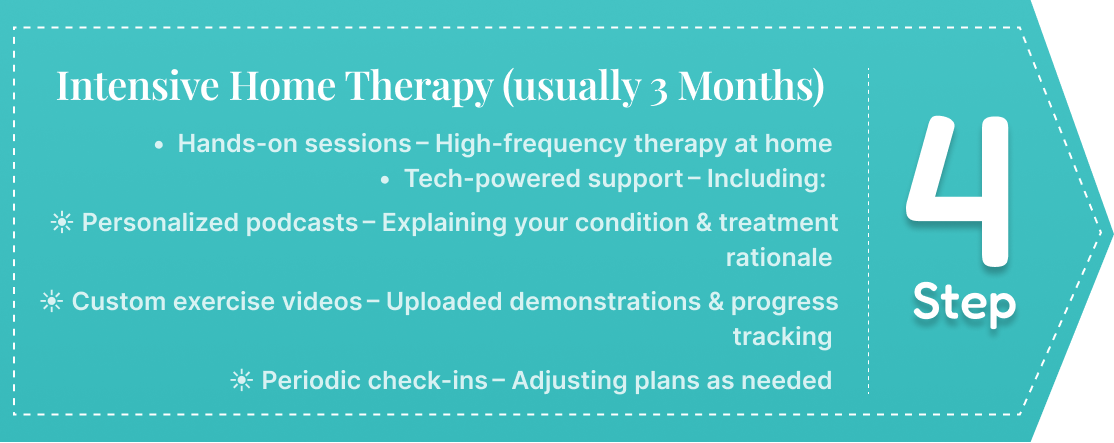 Intensive Home Therapy (usually 3 Months)
• Hands-on sessions – High-frequency therapy at home
• Tech-powered support – Including:
☀ Personalized podcasts – Explaining your condition & treatment
rationale
☀ Custom exercise videos – Uploaded demonstrations & progress
tracking
☀ Periodic check-ins – Adjusting plans as needed
4
Step